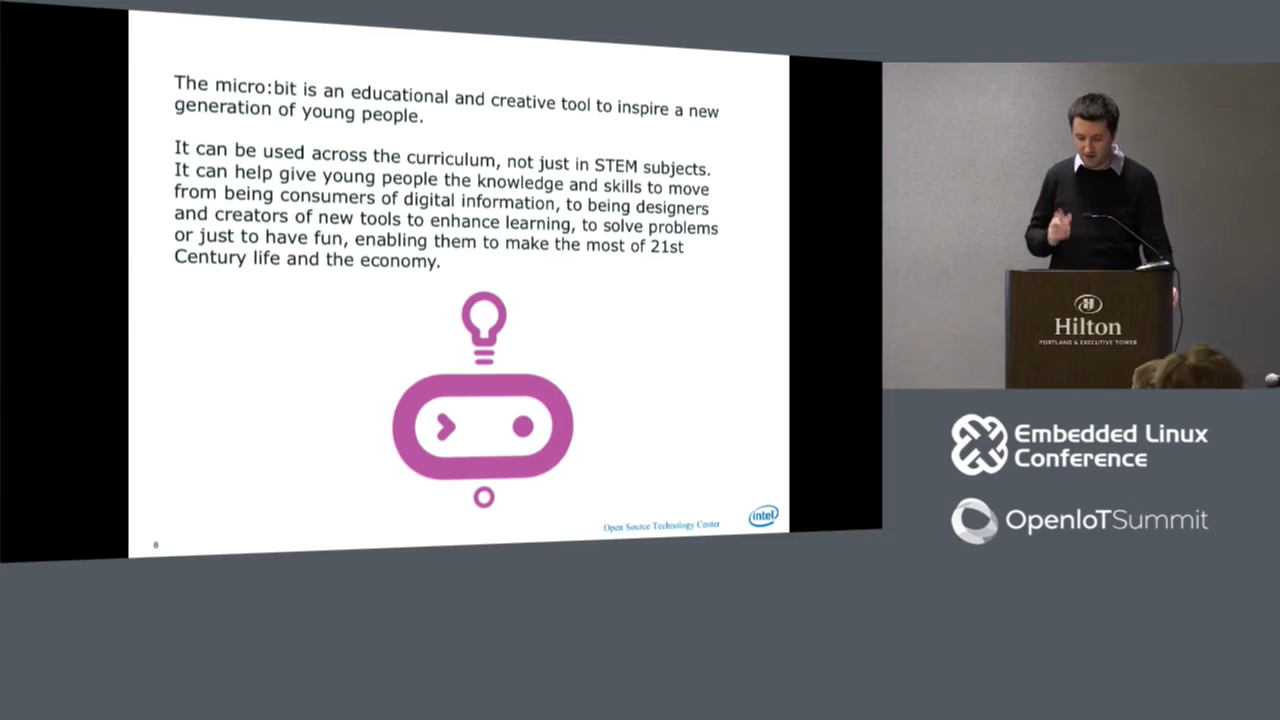 The micro:bit is an educational and creative tool to inspire a new
generation of young people.
It can be used across the curriculum, not just in STEM subjects.
It can help give young people the knowledge and skills to move
from being consumers of digital information, to being designers
and creators of new tools to enhance learning, to solve problems
or just to have fun, enabling them to make the most of 21st
Century life and the economy.
Open Source Technology Center
intel
8
Hilton
PORTLAND & EXECUTIVE TOWER
Embedded Linux
Conference
OpenIoTSummit